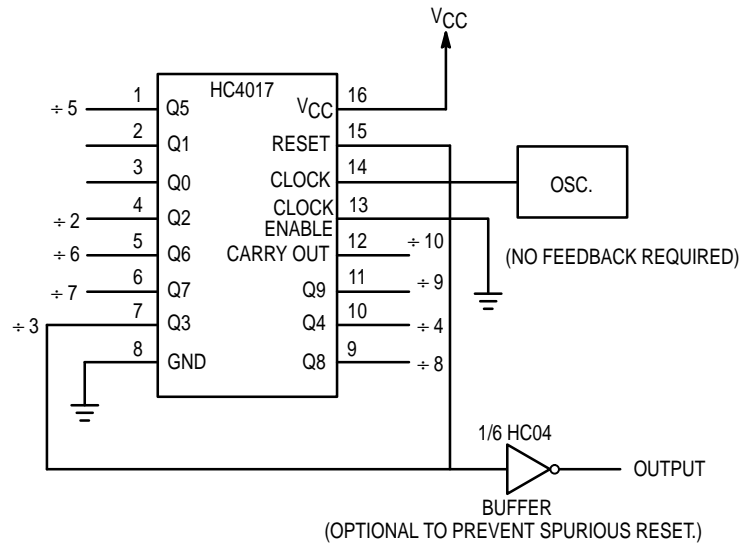 VCC
HC4017
÷ 5 1 Q5 VCC 16
2 Q1 RESET 15
3 Q0 CLOCK 14 OSC.
÷ 2 4 Q2 CLOCK ENABLE 13
÷ 6 5 Q6 CARRY OUT 12 ÷ 10
(NO FEEDBACK REQUIRED)
÷ 7 6 Q7 Q9 11 ÷ 9
÷ 3 7 Q3 Q4 10 ÷ 4
8 GND Q8 9 ÷ 8
1/6 HC04
OUTPUT
BUFFER
(OPTIONAL TO PREVENT SPURIOUS RESET.)